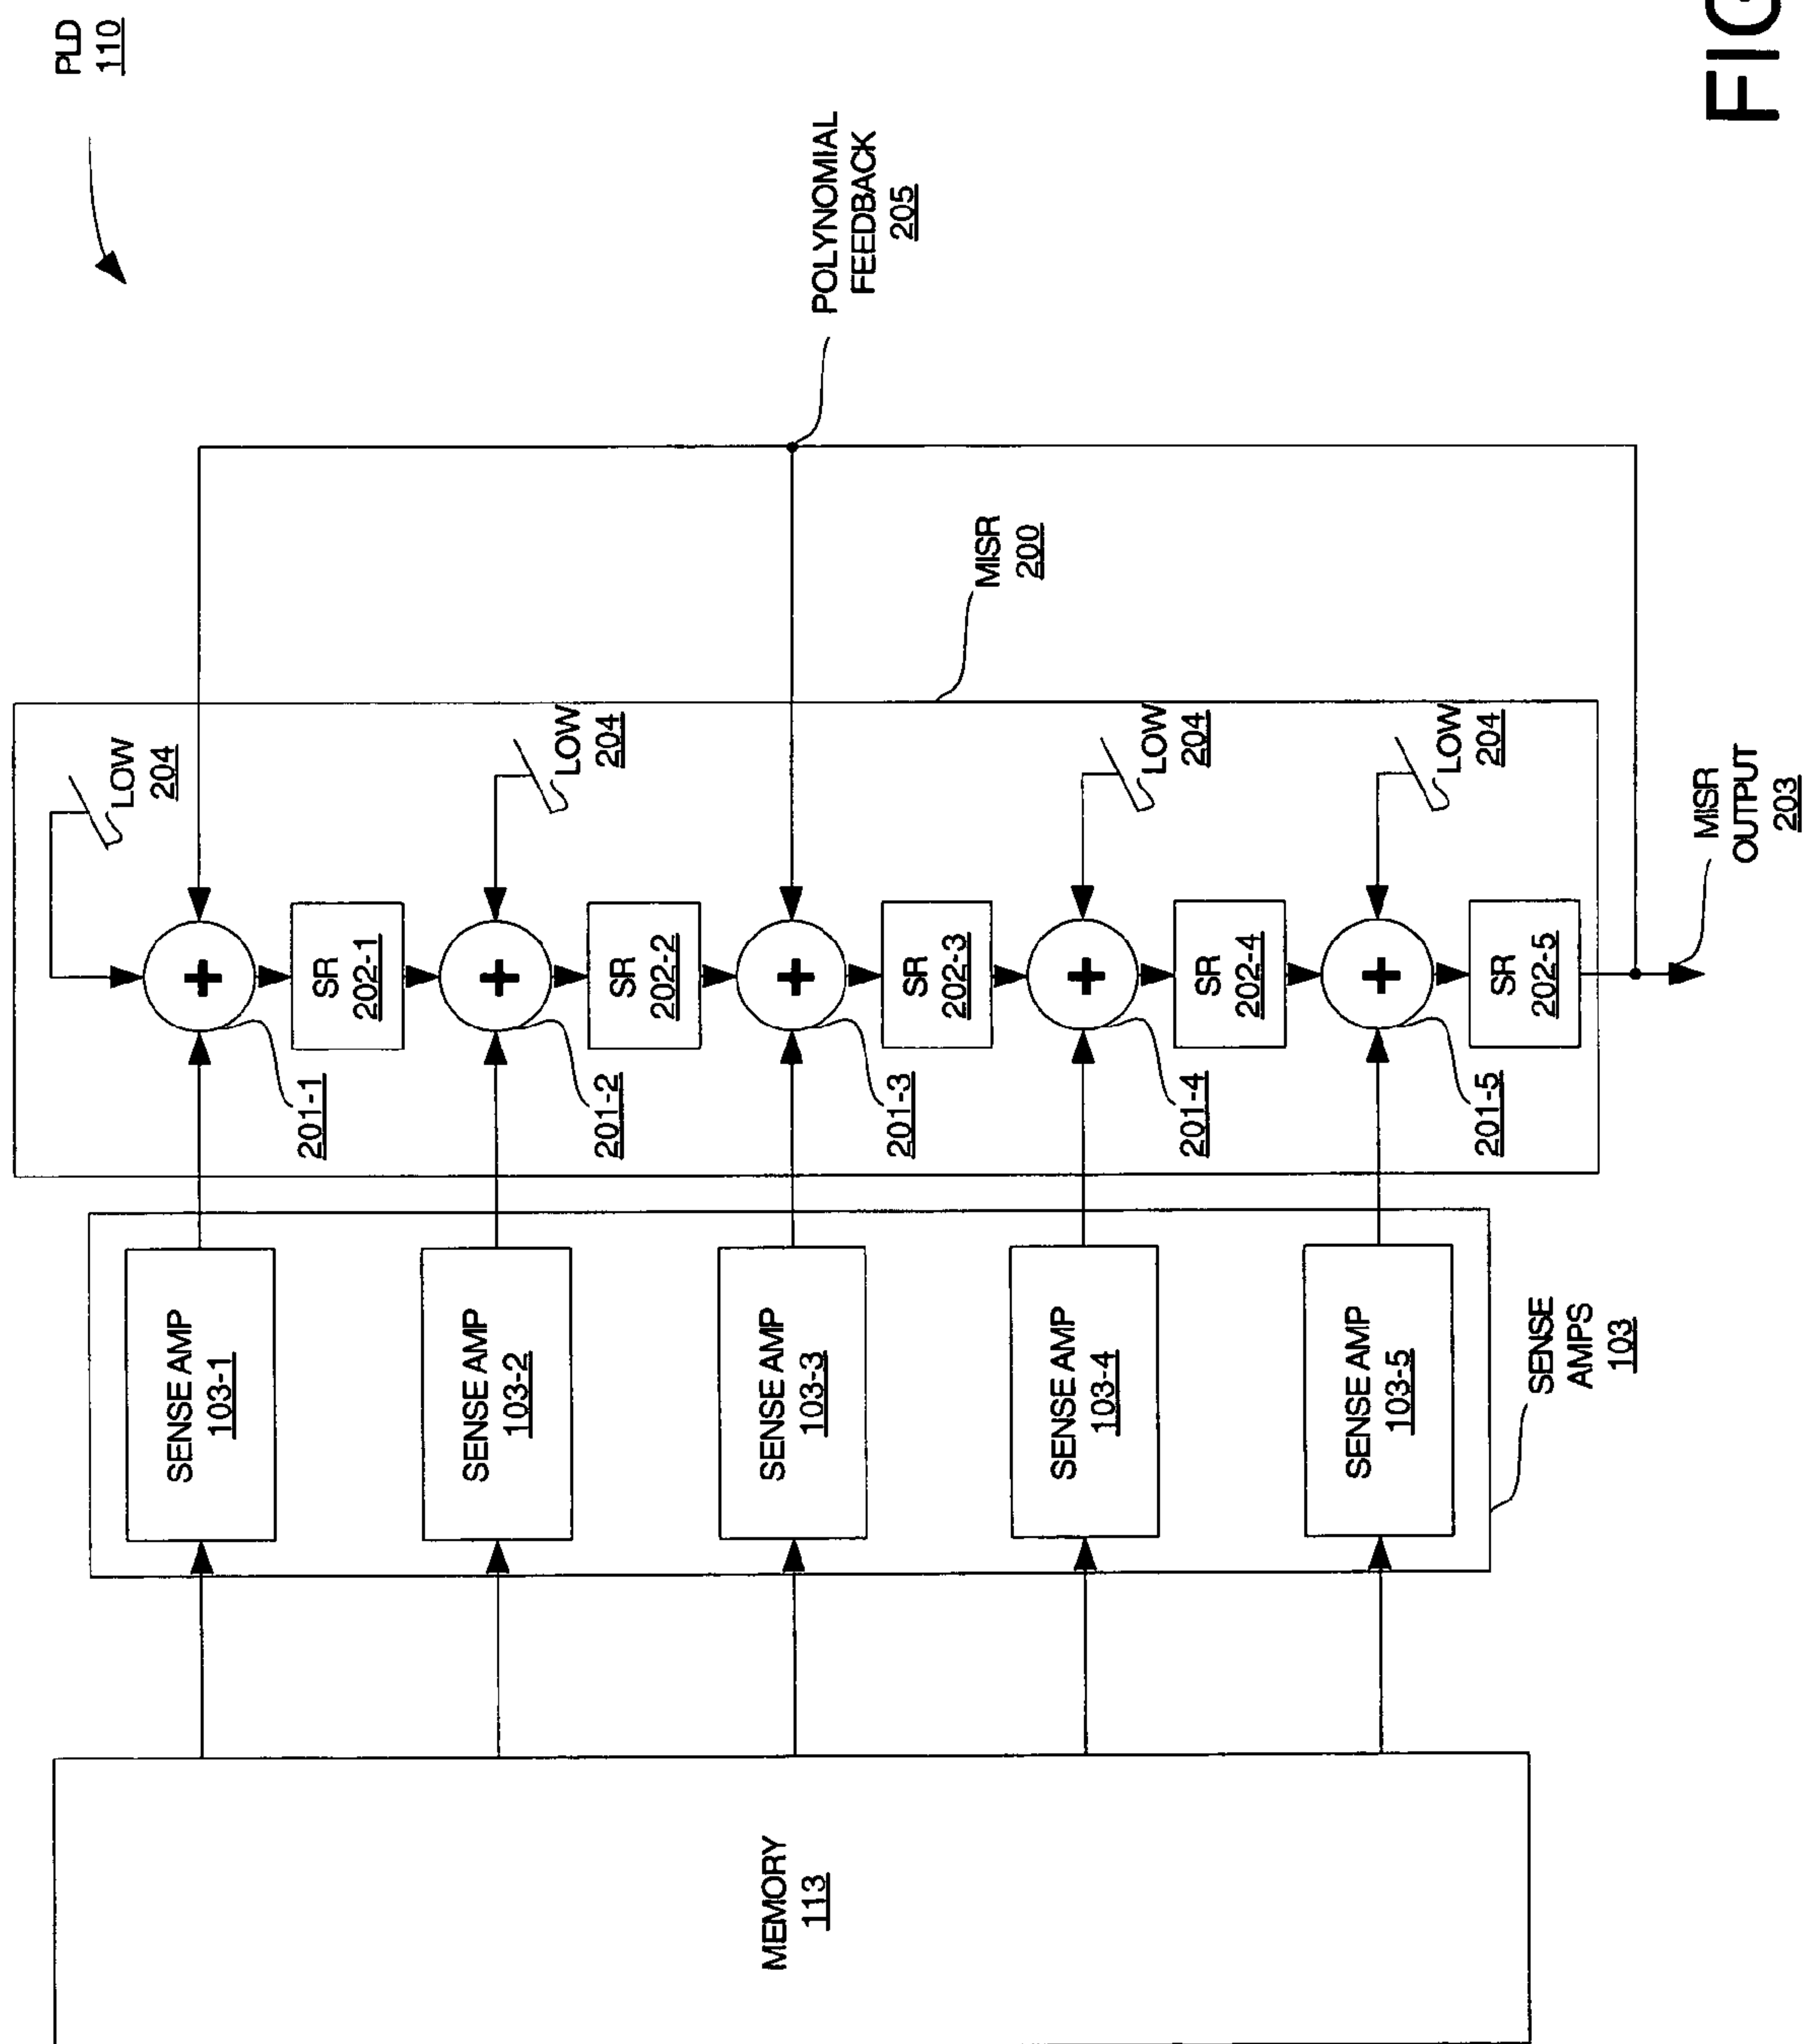 PLD
110
FIG
POLYNOMIAL
FEEDBACK
205
MISR
200
LOW
204
LOW
204
LOW
204
LOW
204
MISR
OUTPUT
203
+
+
+
+
+
SR
202-1
SR
202-2
SR
202-3
SR
202-4
SR
202-5
201-1
201-2
201-3
201-4
201-5
SENSE AMP
103-1
SENSE AMP
103-2
SENSE AMP
103-3
SENSE AMP
103-4
SENSE AMP
103-5
SENSE
AMPS
103
MEMORY
113